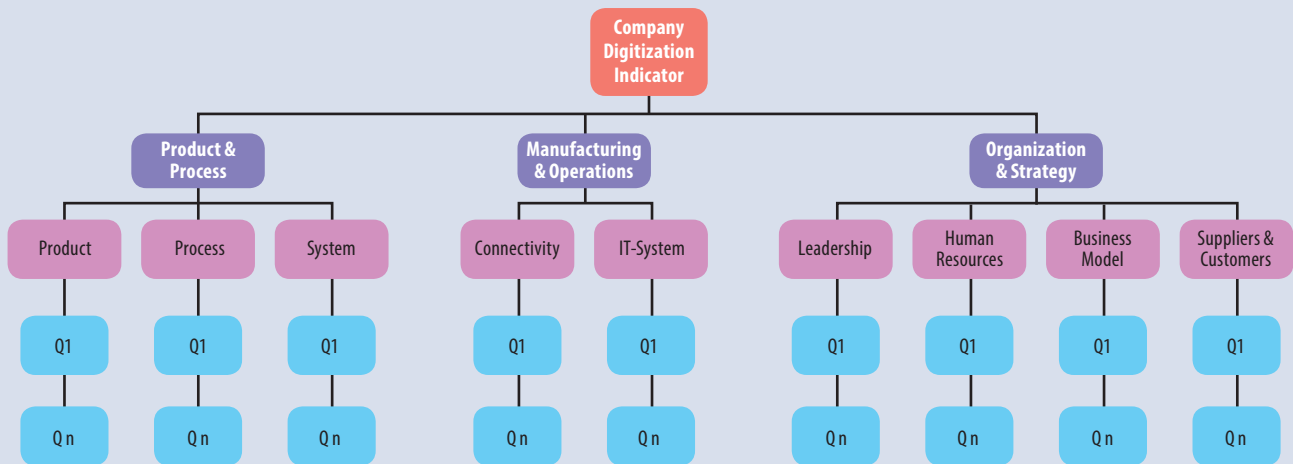 Company
Digitization
Indicator
Product &
Process
Manufacturing
& Operations
Organization
& Strategy
Product
Process
System
Connectivity
IT-System
Leadership
Human
Resources
Business
Model
Suppliers &
Customers
Q1
Q1
Q1
Q1
Q1
Q1
Q1
Q1
Q1
Q n
Q n
Q n
Q n
Q n
Q n
Q n
Q n
Q n